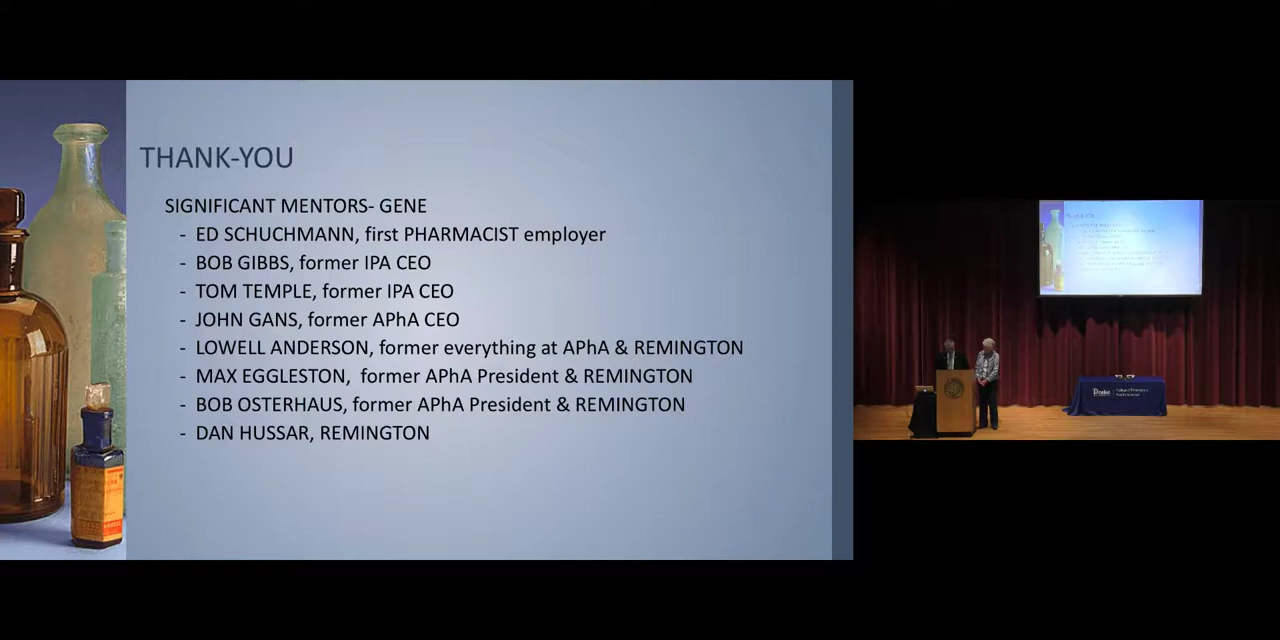 THANK-YOU
SIGNIFICANT MENTORS- GENE
- ED SCHUCHMANN, first PHARMACIST employer
- BOB GIBBS, former IPA CEO
- TOM TEMPLE, former IPA CEO
- JOHN GANS, former APhA CEO
- LOWELL ANDERSON, former everything at APhA & REMINGTON
- MAX EGGLESTON, former APhA President & REMINGTON
- BOB OSTERHAUS, former APhA President & REMINGTON
- DAN HUSSAR, REMINGTON
Drake